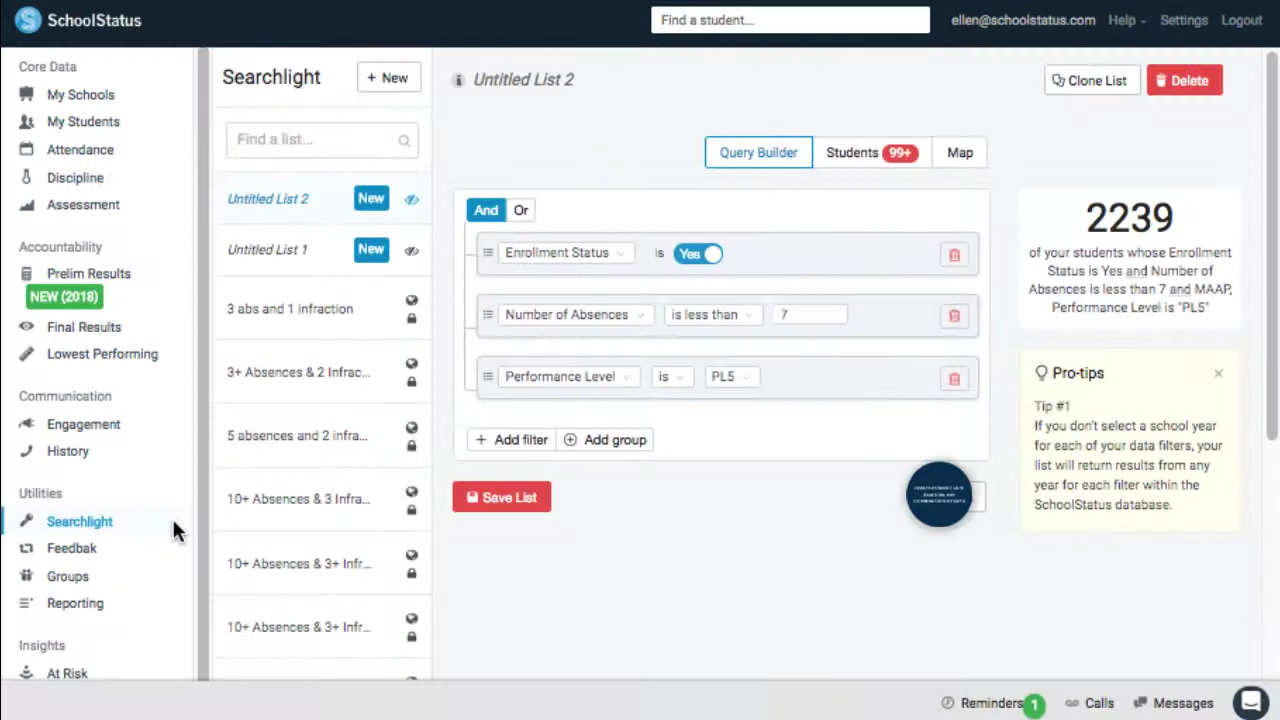 SchoolStatus
Find a student...
ellen@schoolstatus.com
Help
Settings
Logout
Core Data
My Schools
My Students
Attendance
Discipline
Assessment
Accountability
Prelim Results
NEW (2018)
Final Results
Lowest Performing
Communication
Engagement
History
Utilities
Searchlight
Feedbak
Groups
Reporting
Insights
At Risk
Searchlight
+ New
Find a list...
Untitled List 2 New
Untitled List 1 New
3 abs and 1 infraction
3+ Absences & 2 Infrac...
5 absences and 2 infra...
10+ Absences & 3 Infra...
10+ Absences & 3+ Infr...
10+ Absences & 3+ Infr...
Untitled List 2
Clone List
Delete
Query Builder
Students 99+
Map
And Or
Enrollment Status is Yes
Number of Absences is less than 7
Performance Level is PL5
+ Add filter
Add group
Save List
2239
of your students whose Enrollment
Status is Yes and Number of
Absences is less than 7 and MAAP,
Performance Level is "PL5"
Pro-tips ×
Tip #1
If you don't select a school year
for each of your data filters, your
list will return results from any
year for each filter within the
SchoolStatus database.
Reminders 1
Calls
Messages